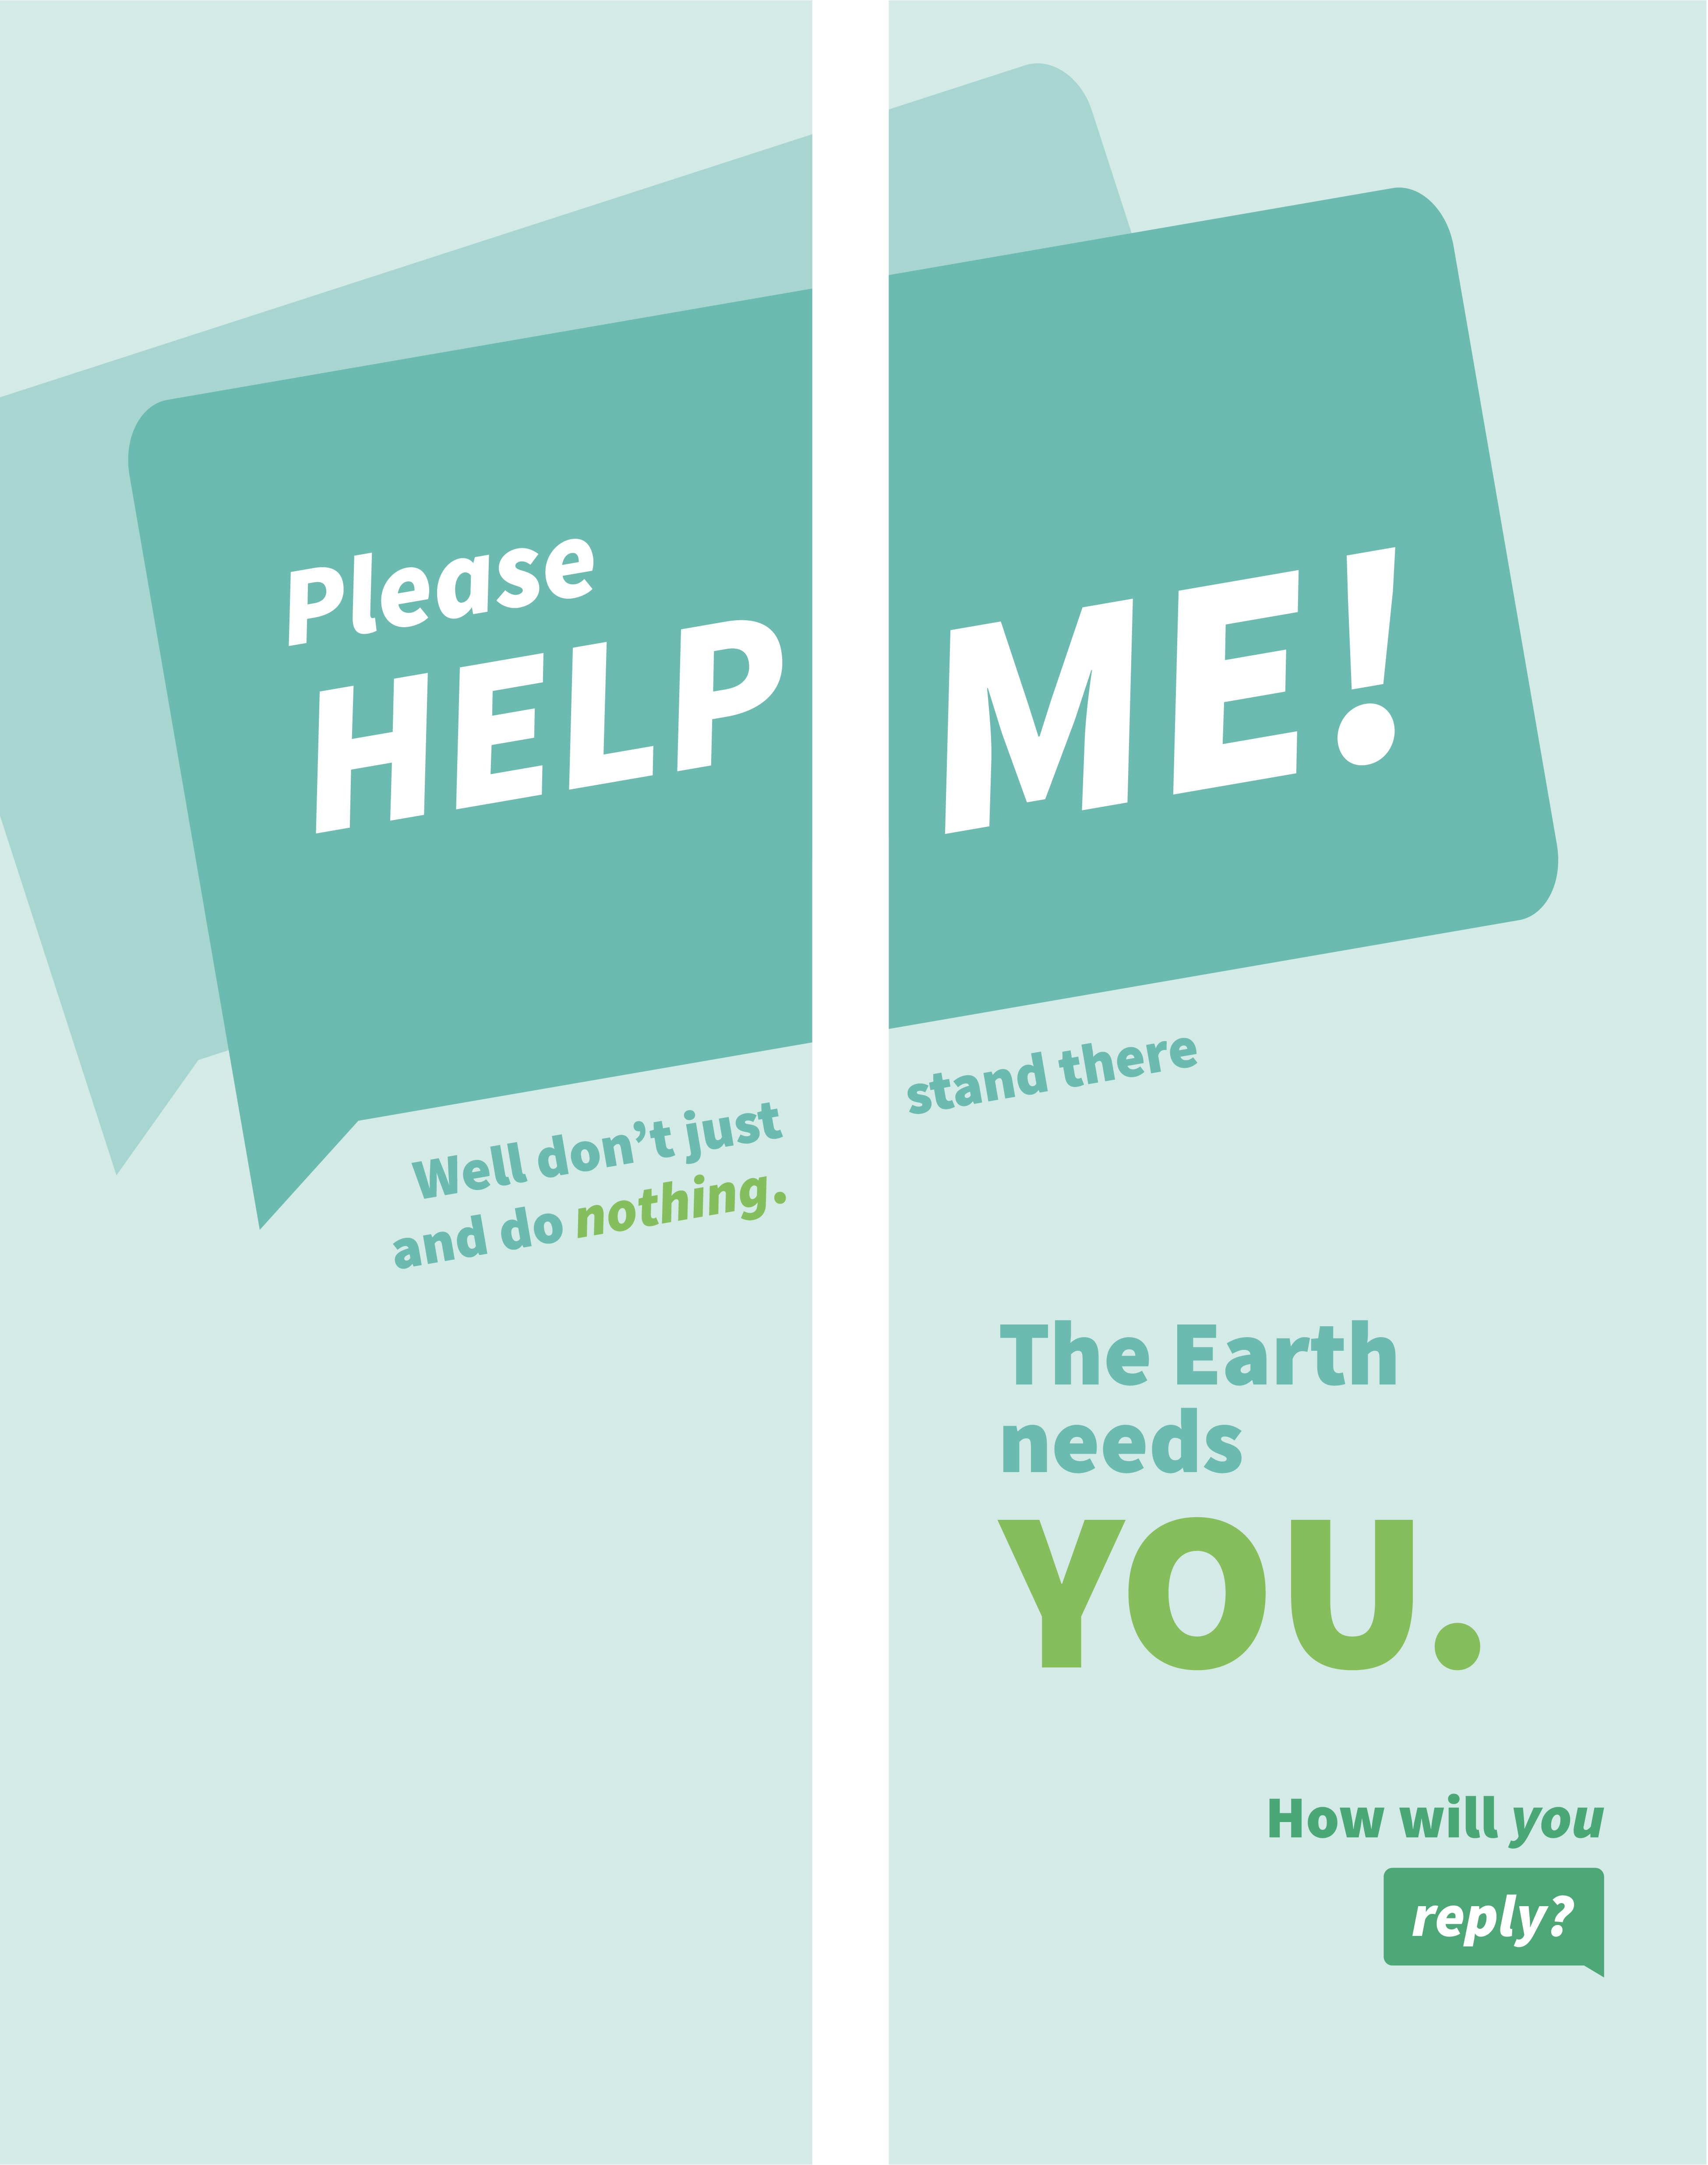 Please
HELP ME!
Well don’t just stand there
and do nothing.
The Earth
needs
YOU.
How will you
reply?